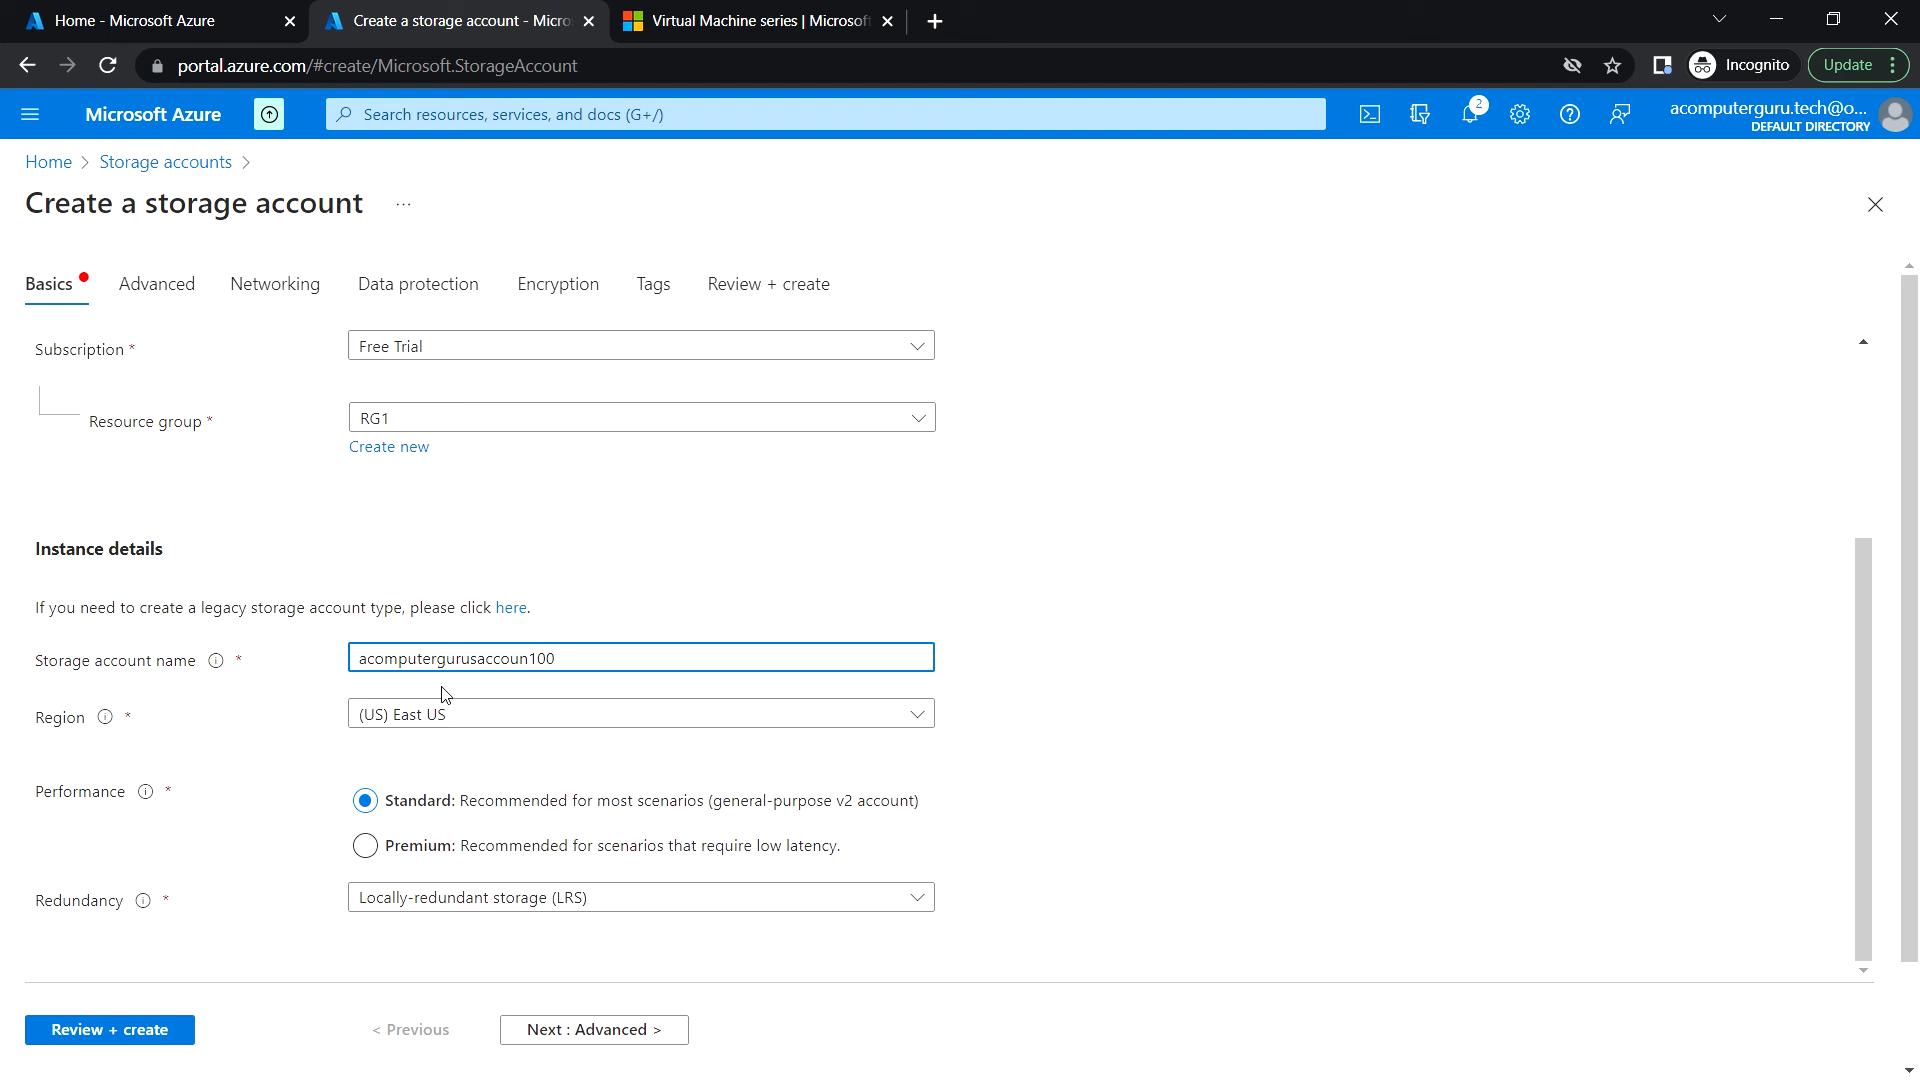 Home - Microsoft Azure
Create a storage account - Micro
Virtual Machine series | Microsof
portal.azure.com/#create/Microsoft.StorageAccount
Incognito
Update
Microsoft Azure
Search resources, services, and docs (G+/)
2
acomputerguru.tech@o...
DEFAULT DIRECTORY
Home > Storage accounts >
Create a storage account ...
Basics Advanced Networking Data protection Encryption Tags Review + create
Subscription * Free Trial
Resource group * RG1
Create new
Instance details
If you need to create a legacy storage account type, please click here.
Storage account name * acomputergurusaccoun100
Region * (US) East US
Performance * Standard: Recommended for most scenarios (general-purpose v2 account)
Premium: Recommended for scenarios that require low latency.
Redundancy * Locally-redundant storage (LRS)
Review + create < Previous Next : Advanced >